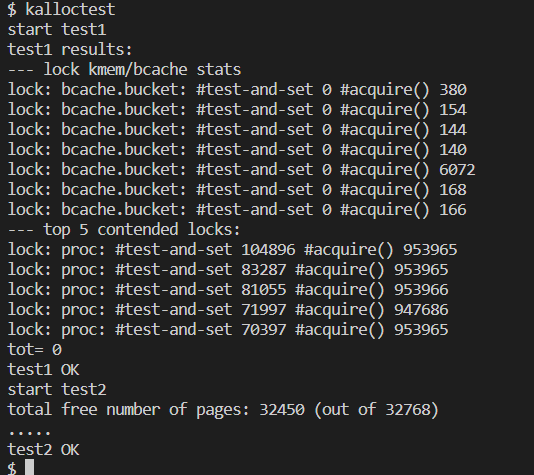 $ kalloctest
start test1
test1 results:
--- lock kmem/bcache stats
lock: bcache.bucket: #test-and-set 0 #acquire() 380
lock: bcache.bucket: #test-and-set 0 #acquire() 154
lock: bcache.bucket: #test-and-set 0 #acquire() 144
lock: bcache.bucket: #test-and-set 0 #acquire() 140
lock: bcache.bucket: #test-and-set 0 #acquire() 6072
lock: bcache.bucket: #test-and-set 0 #acquire() 168
lock: bcache.bucket: #test-and-set 0 #acquire() 166
--- top 5 contended locks:
lock: proc: #test-and-set 104896 #acquire() 953965
lock: proc: #test-and-set 83287 #acquire() 953965
lock: proc: #test-and-set 81055 #acquire() 953966
lock: proc: #test-and-set 71997 #acquire() 947686
lock: proc: #test-and-set 70397 #acquire() 953965
tot= 0
test1 OK
start test2
total free number of pages: 32450 (out of 32768)
.....
test2 OK
$